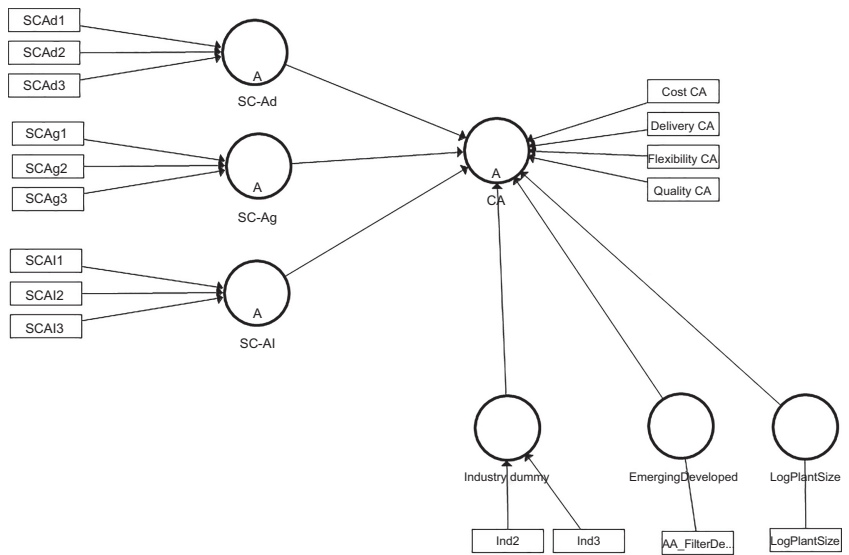 SCAd1
SCAd2
SCAd3
A
SC-Ad
SCAg1
SCAg2
SCAg3
A
SC-Ag
SCAI1
SCAI2
SCAI3
A
SC-AI
A
CA
Cost CA
Delivery CA
Flexibility CA
Quality CA
Industry dummy
EmergingDeveloped
LogPlantSize
Ind2
Ind3
AA_FilterDe..
LogPlantSize